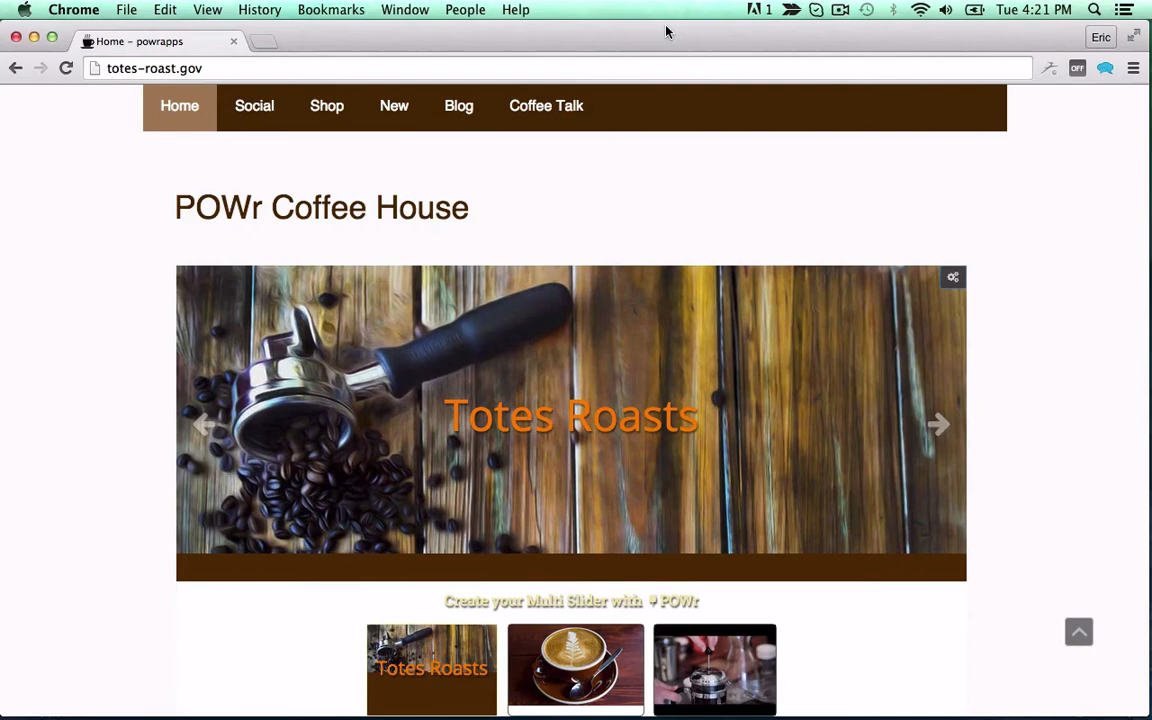 Chrome File Edit View History Bookmarks Window People Help 1 Tue 4:21 PM
Home – powrapps Eric
totes-roast.gov OFF
Home Social Shop New Blog Coffee Talk
POWr Coffee House
Totes Roasts
Create your Multi Slider with POWr
Totes Roasts